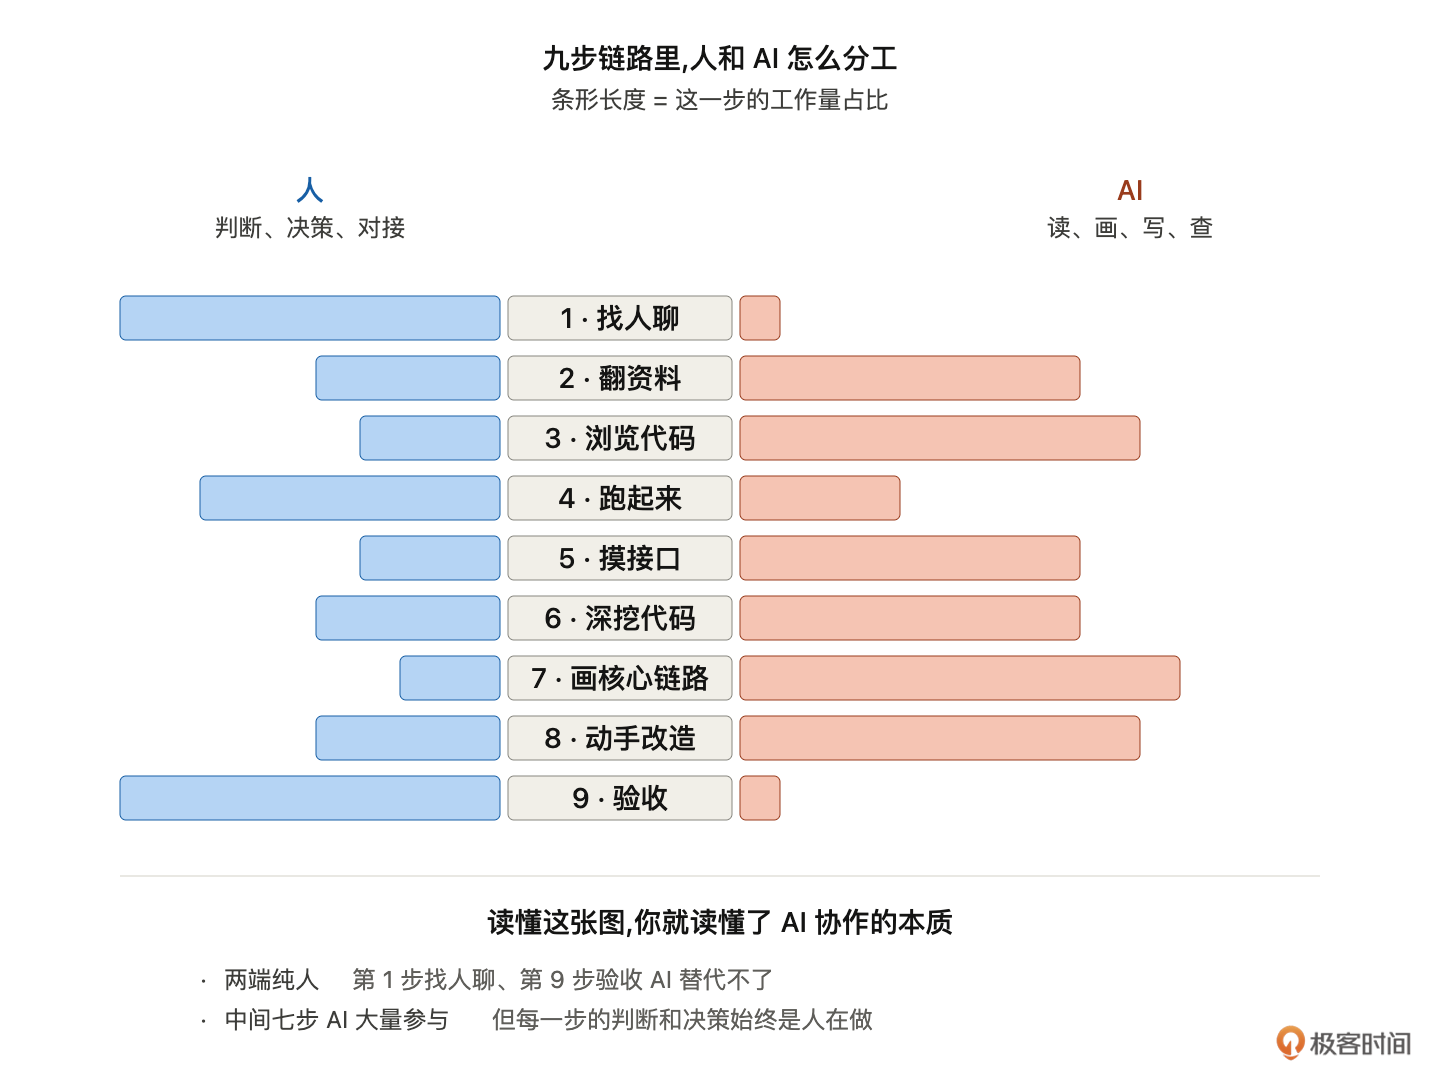 九步链路里,人和 AI 怎么分工
条形长度 = 这一步的工作量占比
人
判断、决策、对接
AI
读、画、写、查
1 · 找人聊
2 · 翻资料
3 · 浏览代码
4 · 跑起来
5 · 摸接口
6 · 深挖代码
7 · 画核心链路
8 · 动手改造
9 · 验收
读懂这张图,你就读懂了 AI 协作的本质
· 两端纯人 第 1 步找人聊、第 9 步验收 AI 替代不了
· 中间七步 AI 大量参与 但每一步的判断和决策始终是人在做
极客时间